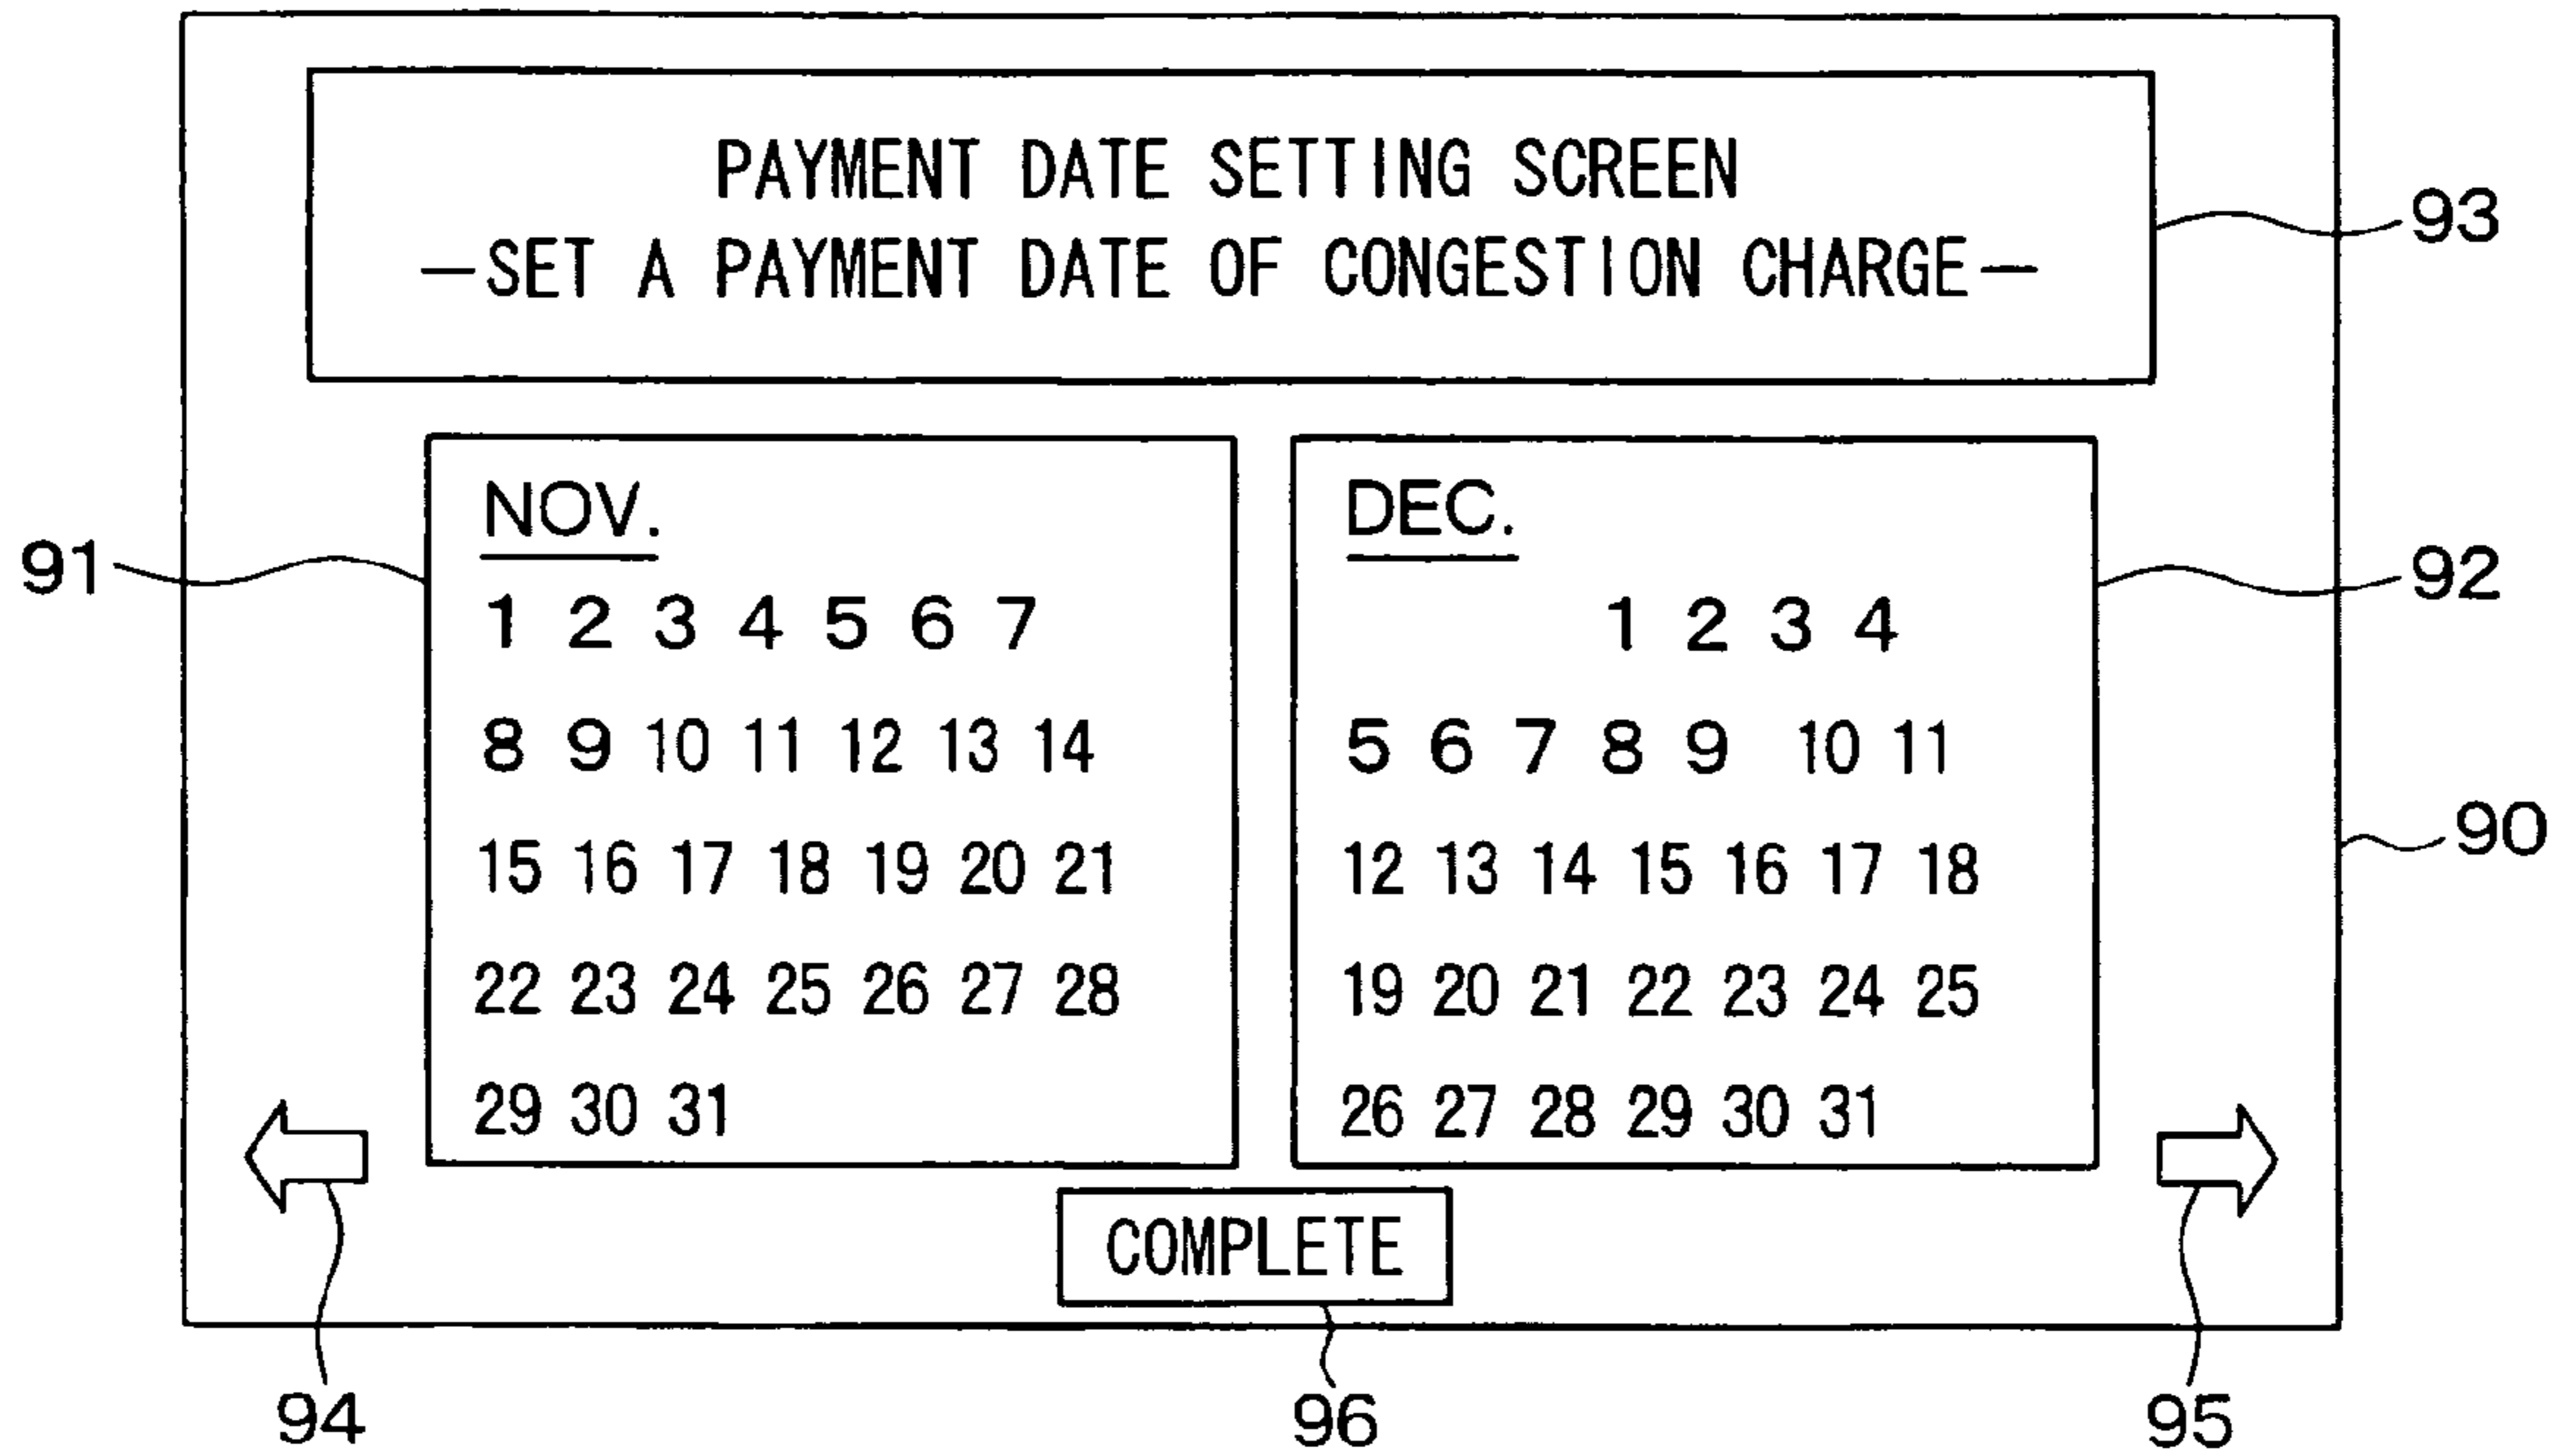 PAYMENT DATE SETTING SCREEN
—SET A PAYMENT DATE OF CONGESTION CHARGE—
93
NOV.
1 2 3 4 5 6 7
8 9 10 11 12 13 14
15 16 17 18 19 20 21
22 23 24 25 26 27 28
29 30 31
91
DEC.
1 2 3 4
5 6 7 8 9 10 11
12 13 14 15 16 17 18
19 20 21 22 23 24 25
26 27 28 29 30 31
92
90
COMPLETE
94
96
95